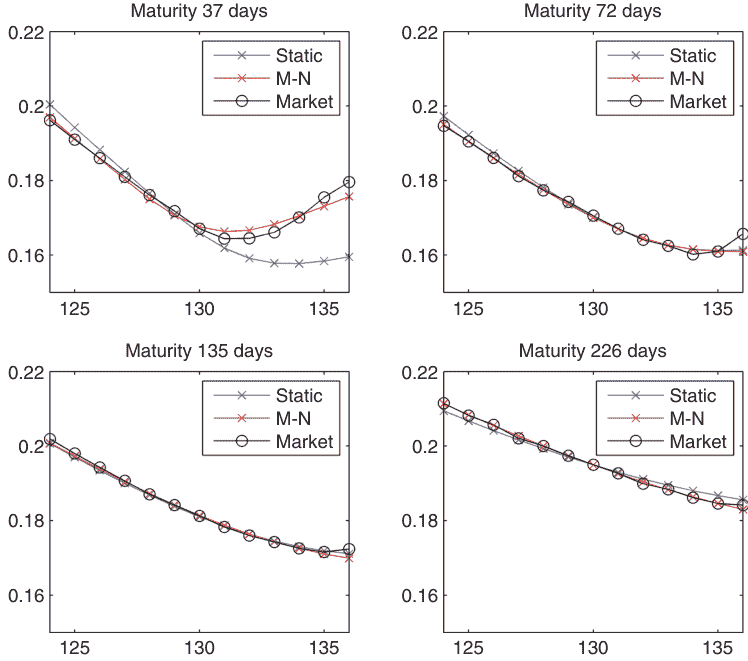 Maturity 37 days
0.22
0.2
0.18
0.16
125 130 135
Static
M-N
Market
Maturity 72 days
0.22
0.2
0.18
0.16
125 130 135
Static
M-N
Market
Maturity 135 days
0.22
0.2
0.18
0.16
125 130 135
Static
M-N
Market
Maturity 226 days
0.22
0.2
0.18
0.16
125 130 135
Static
M-N
Market